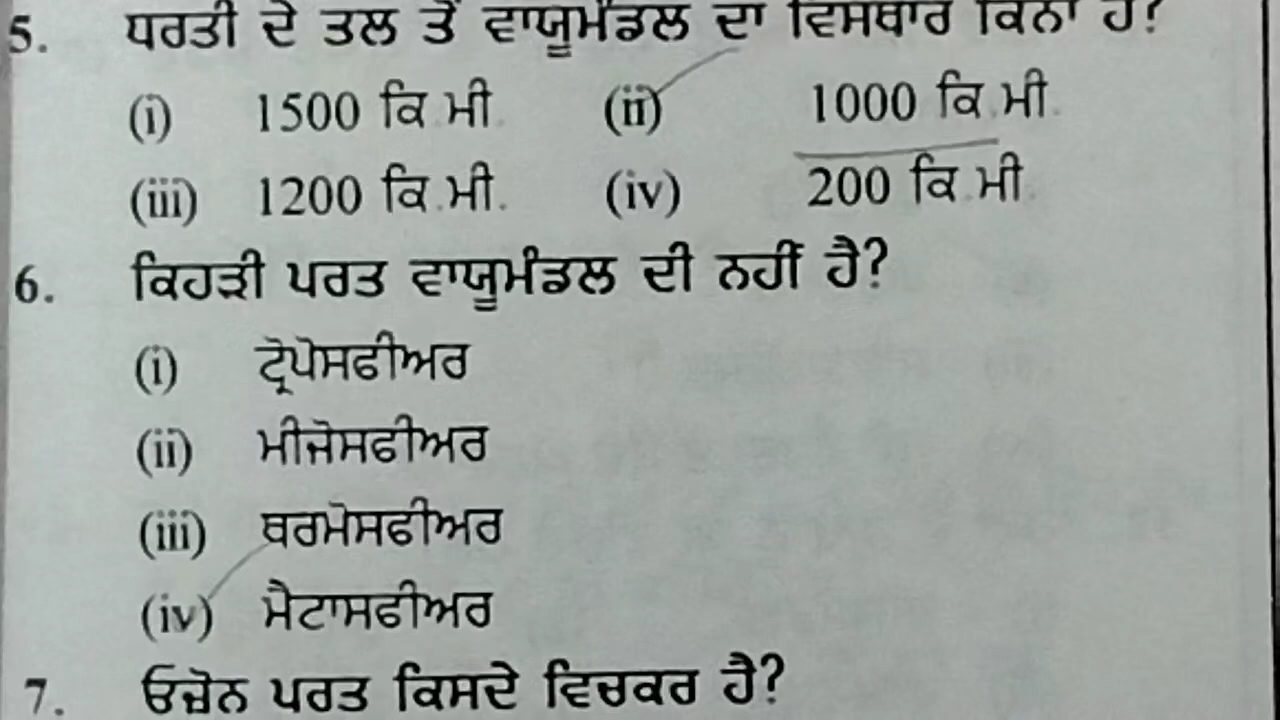 5. ਧਰਤੀ ਦੇ ਤਲ ਤੋਂ ਵਾਯੂਮੰਡਲ ਦਾ ਵਿਸਥਾਰ ਕਿੰਨਾ ਹੈ?
(i) 1500 ਕਿ.ਮੀ. (ii) 1000 ਕਿ.ਮੀ.
(iii) 1200 ਕਿ.ਮੀ. (iv) 200 ਕਿ.ਮੀ.
6. ਕਿਹੜੀ ਪਰਤ ਵਾਯੂਮੰਡਲ ਦੀ ਨਹੀਂ ਹੈ?
(i) ਟ੍ਰੋਪੋਸਫੀਅਰ
(ii) ਮੀਜੋਸਫੀਅਰ
(iii) ਥਰਮੋਸਫੀਅਰ
(iv) ਮੈਟਾਸਫੀਅਰ
7. ਓਜ਼ੋਨ ਪਰਤ ਕਿਸਦੇ ਵਿਚਕਰ ਹੈ?